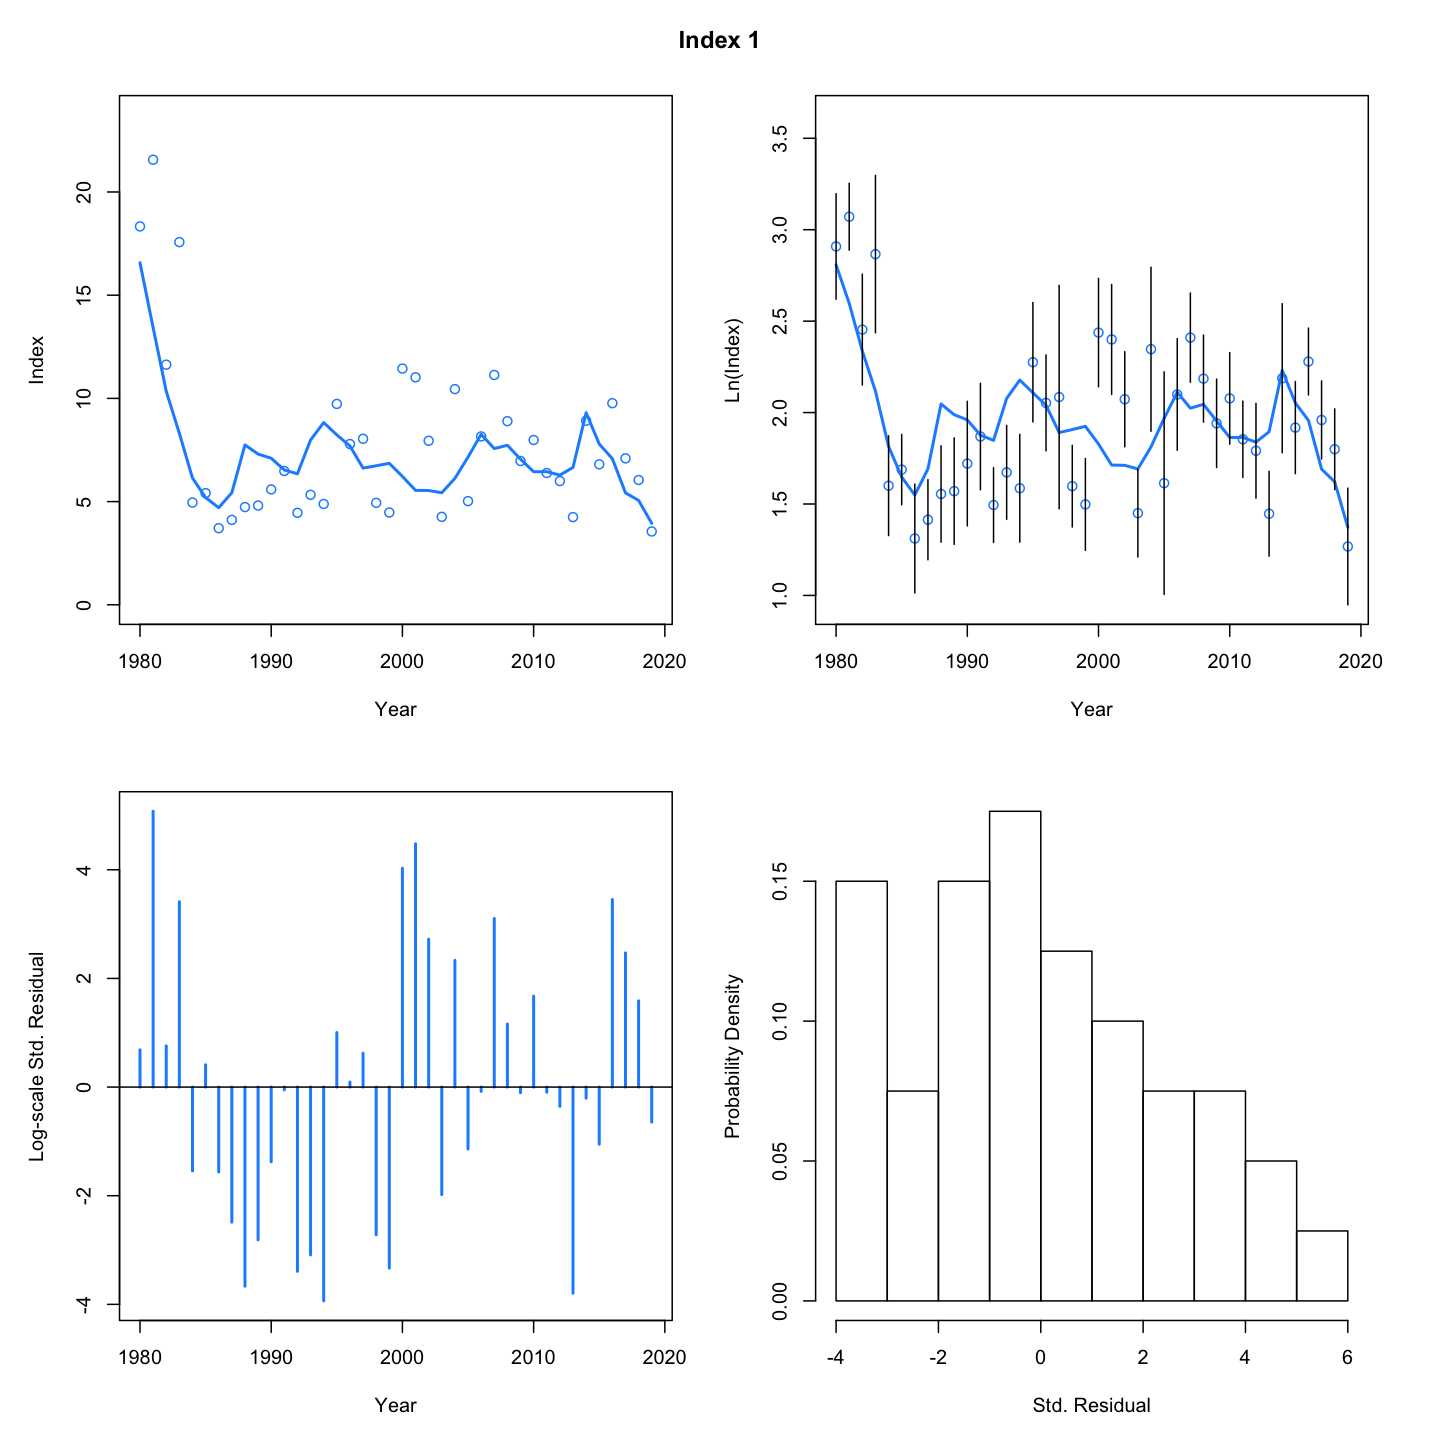 Index 1
Index
20
15
10
5
0
1980 1990 2000 2010 2020
Year
Ln(Index)
3.5
3.0
2.5
2.0
1.5
1.0
1980 1990 2000 2010 2020
Year
Log-scale Std. Residual
4
2
0
-2
-4
1980 1990 2000 2010 2020
Year
Probability Density
0.15
0.10
0.05
0.00
-4 -2 0 2 4 6
Std. Residual